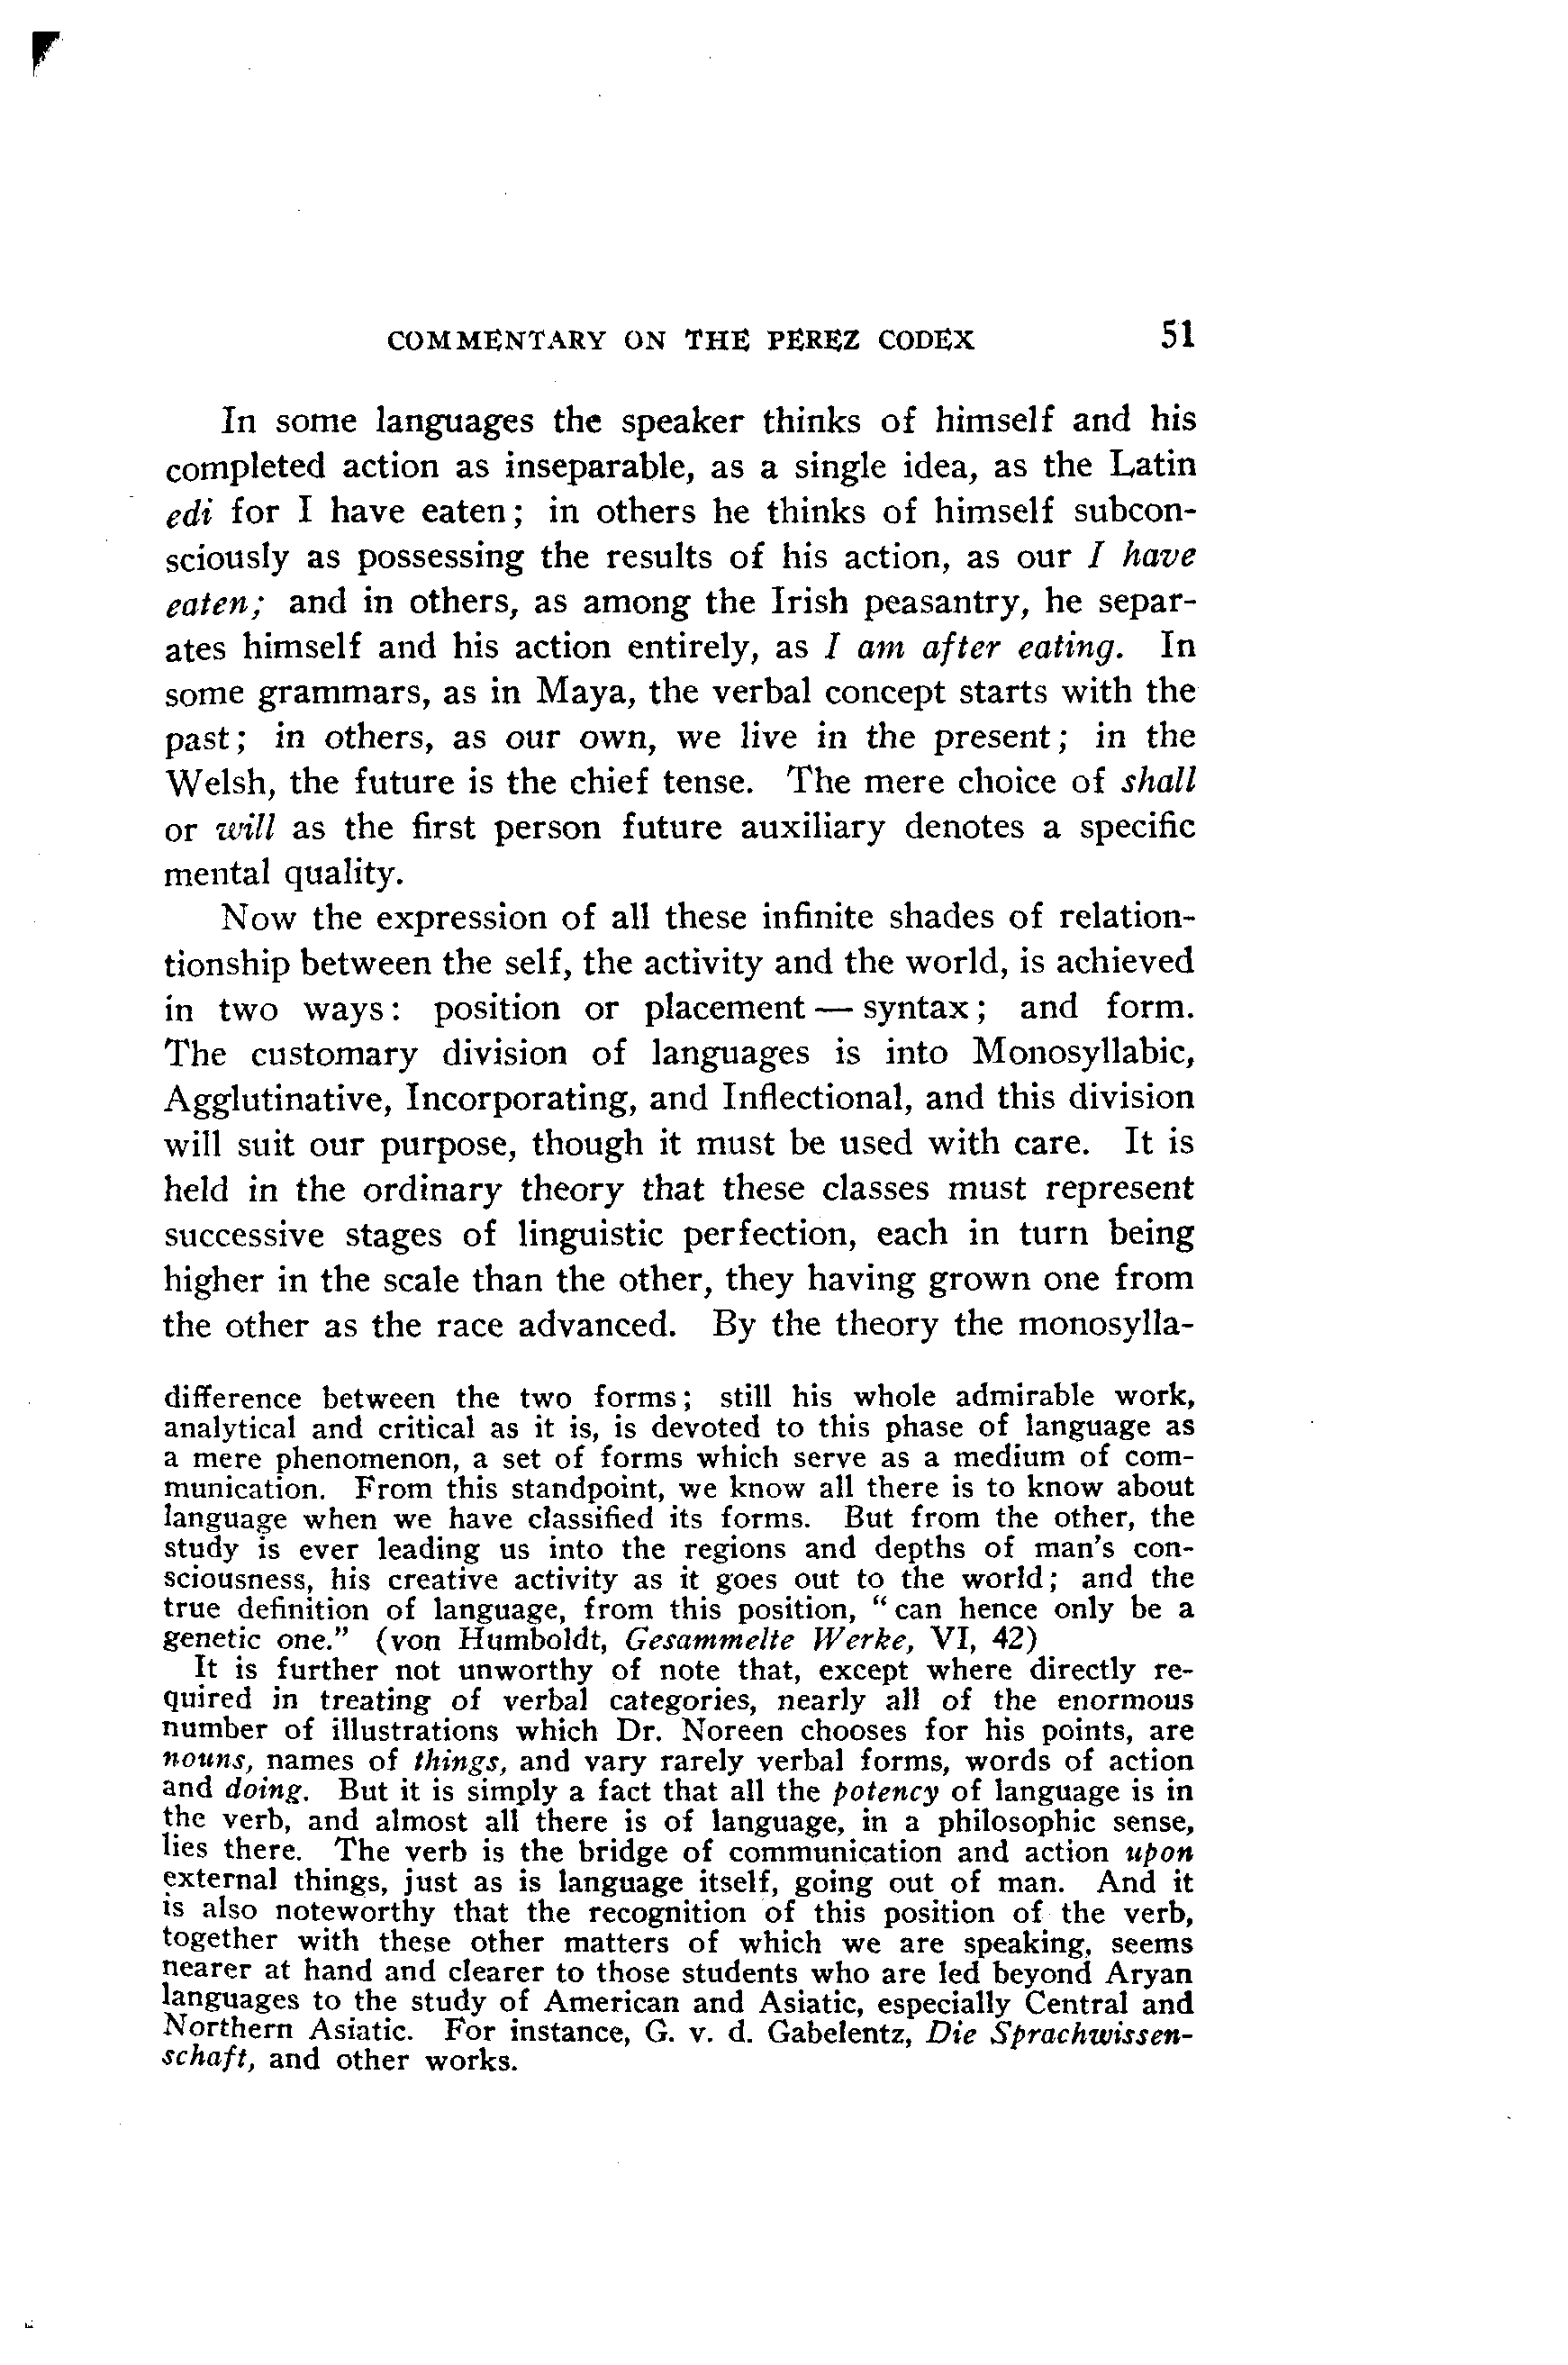 COMMENTARY ON THE PEREZ CODEX 51
In some languages the speaker thinks of himself and his
completed action as inseparable, as a single idea, as the Latin
edi for I have eaten; in others he thinks of himself subcon-
sciously as possessing the results of his action, as our I have
eaten; and in others, as among the Irish peasantry, he separ-
ates himself and his action entirely, as I am after eating. In
some grammars, as in Maya, the verbal concept starts with the
past; in others, as our own, we live in the present; in the
Welsh, the future is the chief tense. The mere choice of shall
or will as the first person future auxiliary denotes a specific
mental quality.
Now the expression of all these infinite shades of relation-
tionship between the self, the activity and the world, is achieved
in two ways: position or placement — syntax; and form.
The customary division of languages is into Monosyllabic,
Agglutinative, Incorporating, and Inflectional, and this division
will suit our purpose, though it must be used with care. It is
held in the ordinary theory that these classes must represent
successive stages of linguistic perfection, each in turn being
higher in the scale than the other, they having grown one from
the other as the race advanced. By the theory the monosylla-
difference between the two forms; still his whole admirable work,
analytical and critical as it is, is devoted to this phase of language as
a mere phenomenon, a set of forms which serve as a medium of com-
munication. From this standpoint, we know all there is to know about
language when we have classified its forms. But from the other, the
study is ever leading us into the regions and depths of man's con-
sciousness, his creative activity as it goes out to the world; and the
true definition of language, from this position, "can hence only be a
genetic one." (von Humboldt, Gesammelte Werke, VI, 42)
It is further not unworthy of note that, except where directly re-
quired in treating of verbal categories, nearly all of the enormous
number of illustrations which Dr. Noreen chooses for his points, are
nouns, names of things, and vary rarely verbal forms, words of action
and doing. But it is simply a fact that all the potency of language is in
the verb, and almost all there is of language, in a philosophic sense,
lies there. The verb is the bridge of communication and action upon
external things, just as is language itself, going out of man. And it
is also noteworthy that the recognition of this position of the verb,
together with these other matters of which we are speaking, seems
nearer at hand and clearer to those students who are led beyond Aryan
languages to the study of American and Asiatic, especially Central and
Northern Asiatic. For instance, G. v. d. Gabelentz, Die Sprachwissen-
schaft, and other works.